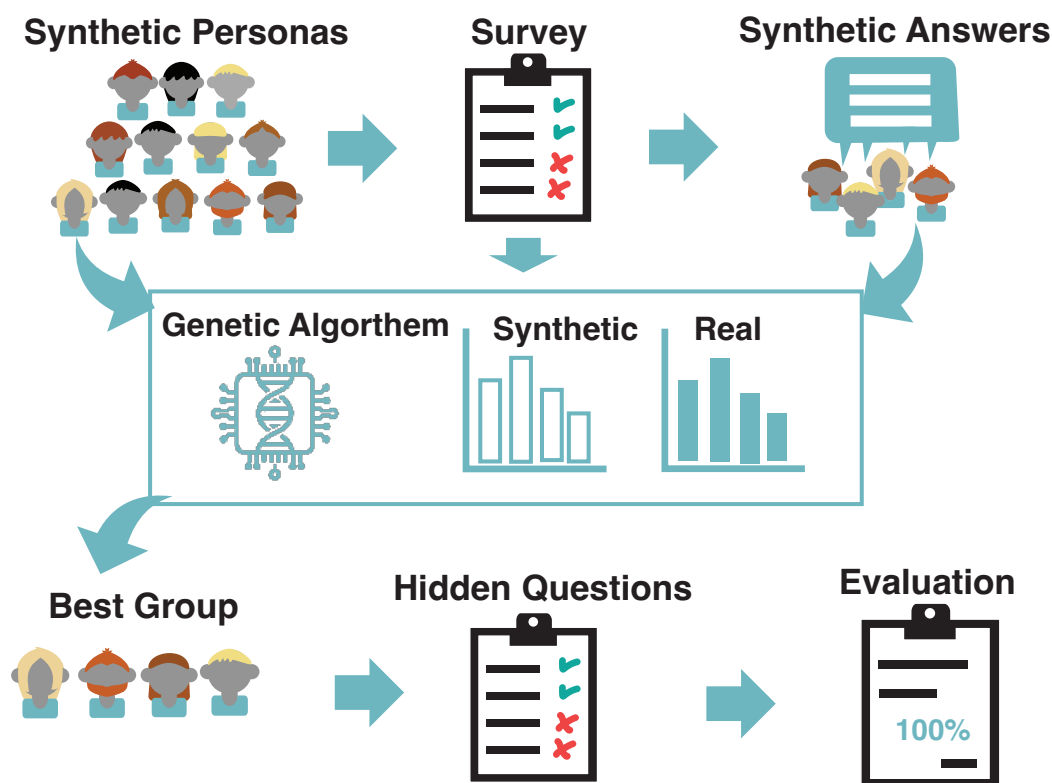 Synthetic Personas
Survey
Synthetic Answers
Genetic Algorthem
Synthetic
Real
Best Group
Hidden Questions
Evaluation
100%